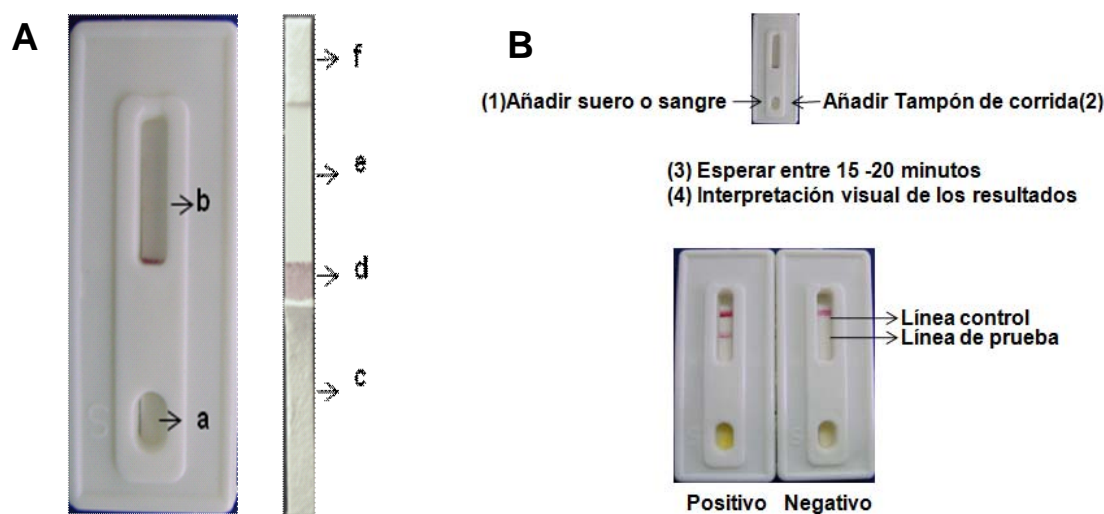 A
b
a
f
e
d
c
B
(1)Añadir suero o sangre
Añadir Tampón de corrida(2)
(3) Esperar entre 15 -20 minutos
(4) Interpretación visual de los resultados
S
Línea control
Línea de prueba
Positivo
Negativo